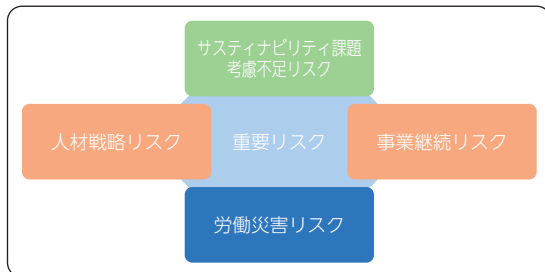 サスティナビリティ課題
考慮不足リスク
人材戦略リスク
重要リスク
事業継続リスク
労働災害リスク